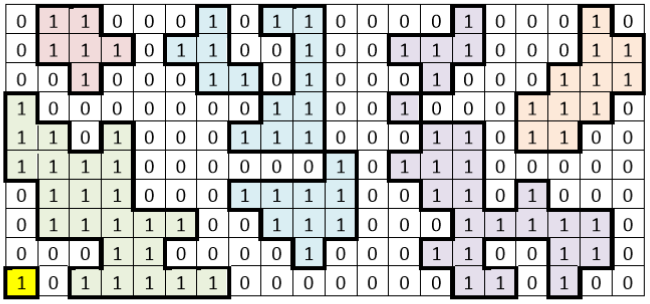 0 1 1 0 0 0 1 0 1 1 0 0 0 0 1 0 0 0 1 0
0 1 1 1 0 1 1 0 0 1 0 0 1 1 1 0 0 0 1 1
0 0 1 0 0 0 1 1 0 1 0 0 0 1 0 0 0 1 1 1
1 0 0 0 0 0 0 0 1 1 0 0 1 0 0 0 1 1 1 0
1 1 0 1 0 0 0 1 1 1 0 0 0 1 1 0 1 1 0 0
1 1 1 1 0 0 0 0 0 0 1 0 1 1 1 0 0 0 0 0
0 1 1 1 0 0 0 1 1 1 1 0 0 1 1 0 1 0 0 0
0 1 1 1 1 1 0 0 1 1 1 0 0 0 1 1 1 1 1 0
0 0 0 1 1 0 0 0 0 1 0 0 0 1 1 0 0 1 1 0
1 0 1 1 1 1 1 0 0 0 0 0 0 0 1 1 0 1 0 0